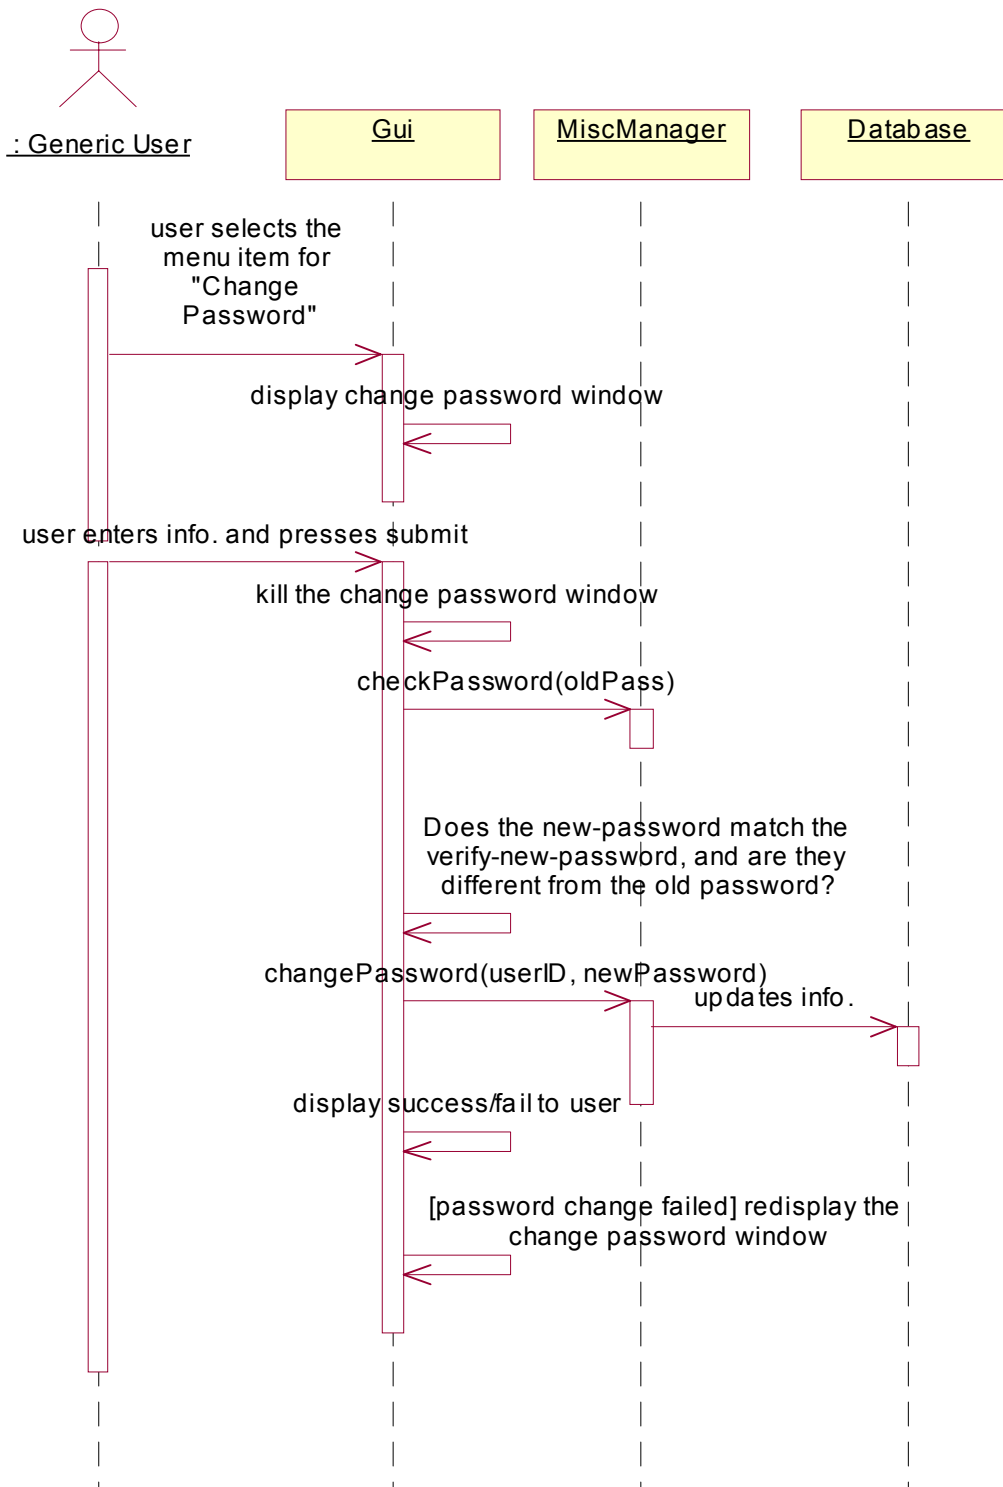 : Generic User
Gui
MiscManager
Database
user selects the
menu item for
"Change
Password"
display change password window
user enters info. and presses submit
kill the change password window
checkPassword(oldPass)
Does the new-password match the
verify-new-password, and are they
different from the old password?
changePassword(userID, newPassword)
updates info.
display success/fail to user
[password change failed] redisplay the
change password window